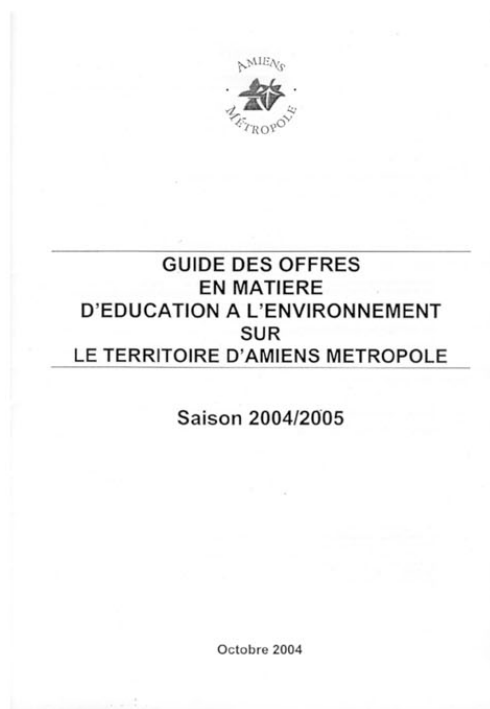 AMIENS
MÉTROPOLE
GUIDE DES OFFRES
EN MATIERE
D'EDUCATION A L'ENVIRONNEMENT
SUR
LE TERRITOIRE D'AMIENS METROPOLE
Saison 2004/2005
Octobre 2004